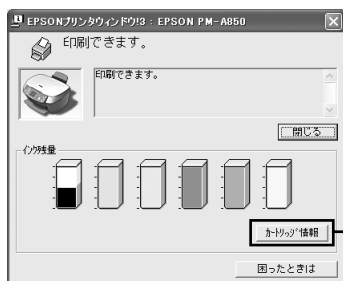 EPSONプリンタウィンドウ!3 : EPSON PM-A850
印刷できます。
印刷できます。
閉じる
インク残量
カートリッジ情報
困ったときは